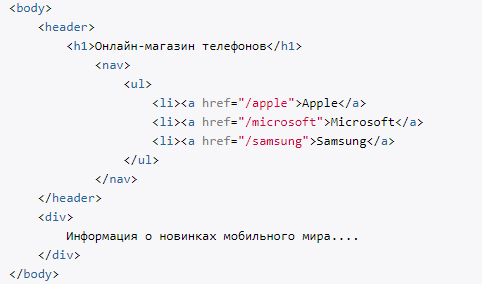 <body>
<header>
<h1>Онлайн-магазин телефонов</h1>
<nav>
<ul>
<li><a href="/apple">Apple</a>
<li><a href="/microsoft">Microsoft</a>
<li><a href="/samsung">Samsung</a>
</ul>
</nav>
</header>
<div>
Информация о новинках мобильного мира....
</div>
</body>